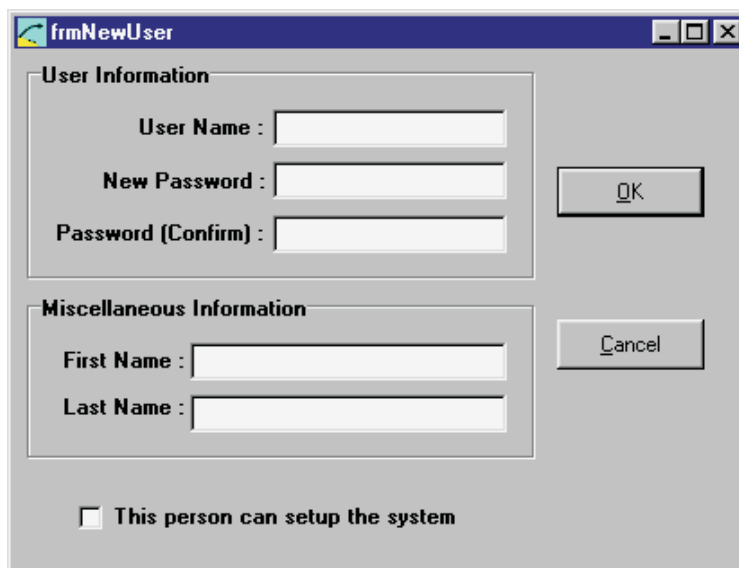 frmNewUser
User Information
User Name :
New Password :
Password (Confirm) :
OK
Miscellaneous Information
First Name :
Last Name :
Cancel
This person can setup the system